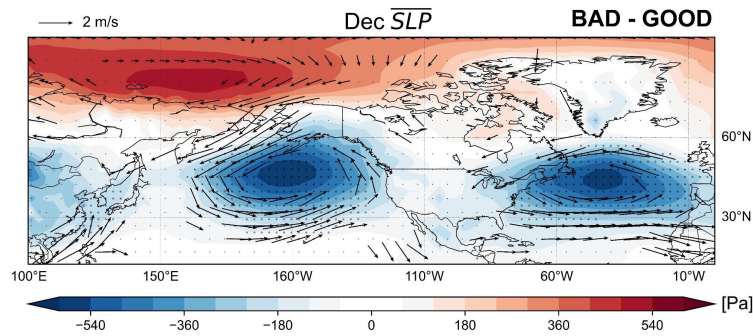 2 m/s
Dec SLP
BAD - GOOD
60°N
30°N
100°E 150°E 160°W 110°W 60°W 10°W
−540 −360 −180 0 180 360 540 [Pa]